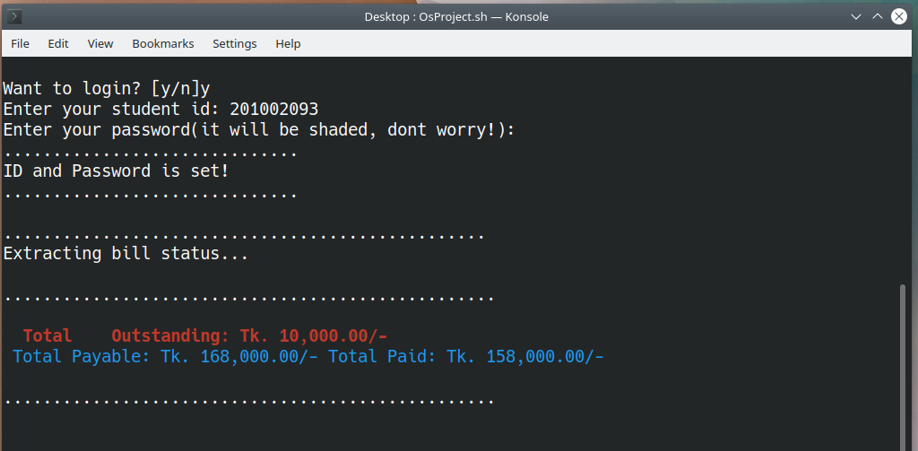 Desktop : OsProject.sh — Konsole
File Edit View Bookmarks Settings Help
Want to login? [y/n]y
Enter your student id: 201002093
Enter your password(it will be shaded, dont worry!):
..............................
ID and Password is set!
..............................
.................................................
Extracting bill status...
..................................................
Total    Outstanding: Tk. 10,000.00/-
Total Payable: Tk. 168,000.00/- Total Paid: Tk. 158,000.00/-
..................................................